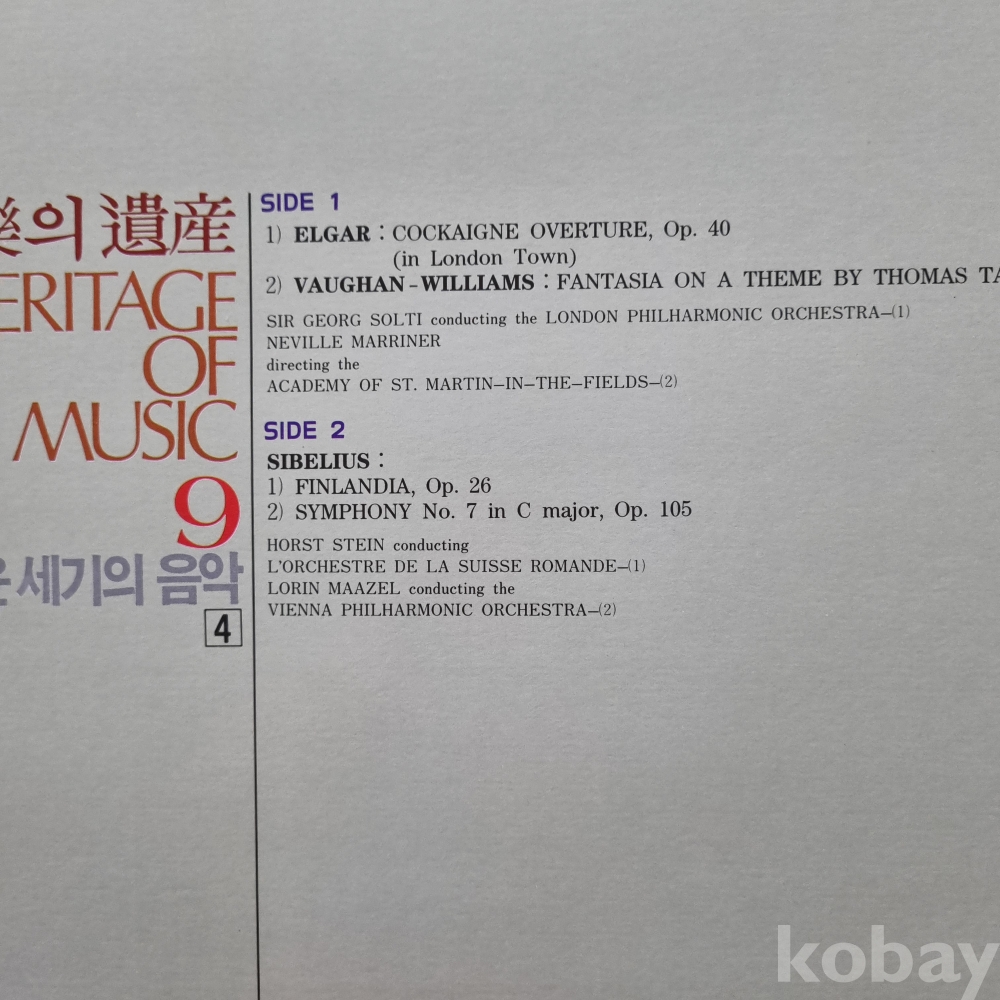 樂의 遺産
ERITAGE
OF
MUSIC
9
세기의 음악
4
SIDE 1
1) ELGAR : COCKAIGNE OVERTURE, Op. 40
(in London Town)
2) VAUGHAN-WILLIAMS : FANTASIA ON A THEME BY THOMAS TA
SIR GEORG SOLTI conducting the LONDON PHILHARMONIC ORCHESTRA—(1)
NEVILLE MARRINER
directing the
ACADEMY OF ST. MARTIN—IN—THE—FIELDS—(2)
SIDE 2
SIBELIUS :
1) FINLANDIA, Op. 26
2) SYMPHONY No. 7 in C major, Op. 105
HORST STEIN conducting
L'ORCHESTRE DE LA SUISSE ROMANDE—(1)
LORIN MAAZEL conducting the
VIENNA PHILHARMONIC ORCHESTRA—(2)
kobay